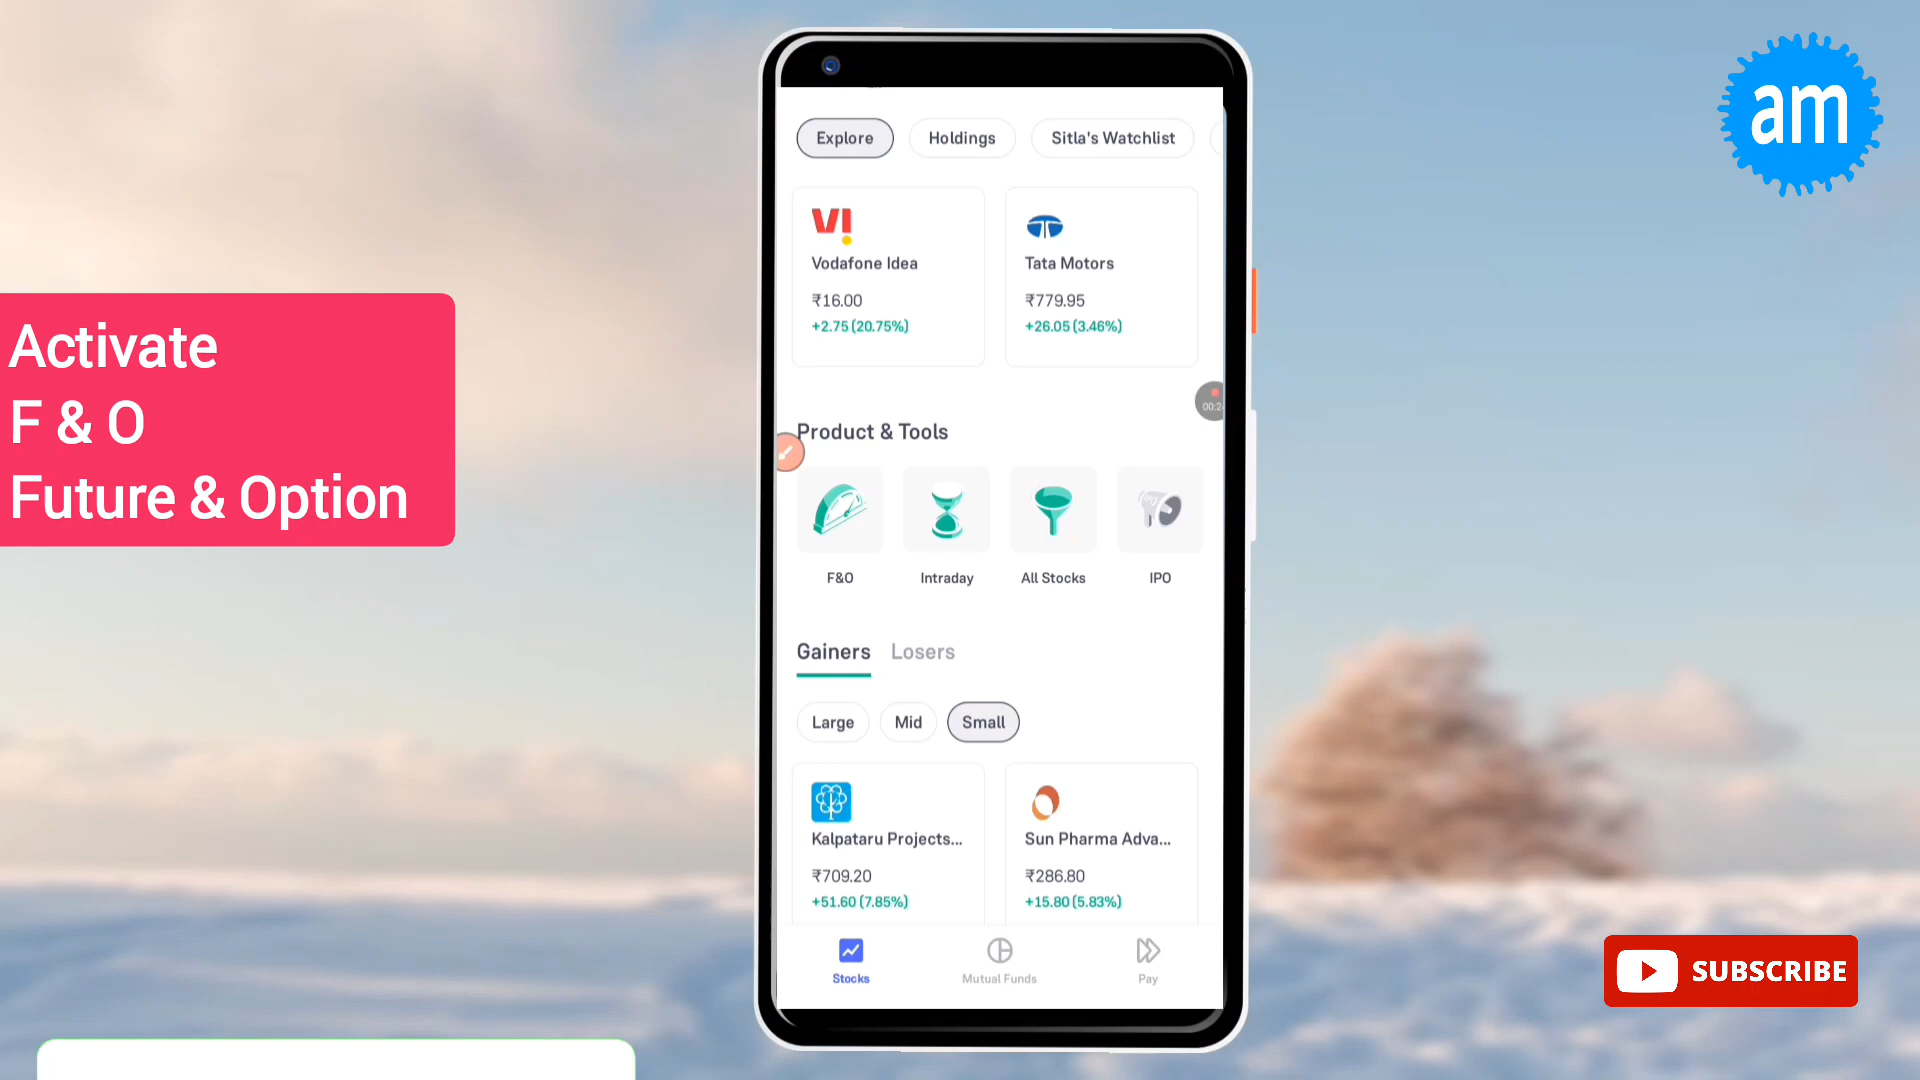 am
Activate
F & O
Future & Option
Explore
Holdings
Sitla's Watchlist
VI
Vodafone Idea
₹16.00
+2.75 (20.75%)
Tata Motors
₹779.95
+26.05 (3.46%)
Product & Tools
F&O
Intraday
All Stocks
IPO
Gainers
Losers
Large
Mid
Small
Kalpataru Projects...
₹709.20
+51.60 (7.85%)
Sun Pharma Adva...
₹286.80
+15.80 (5.83%)
Stocks
Mutual Funds
Pay
SUBSCRIBE